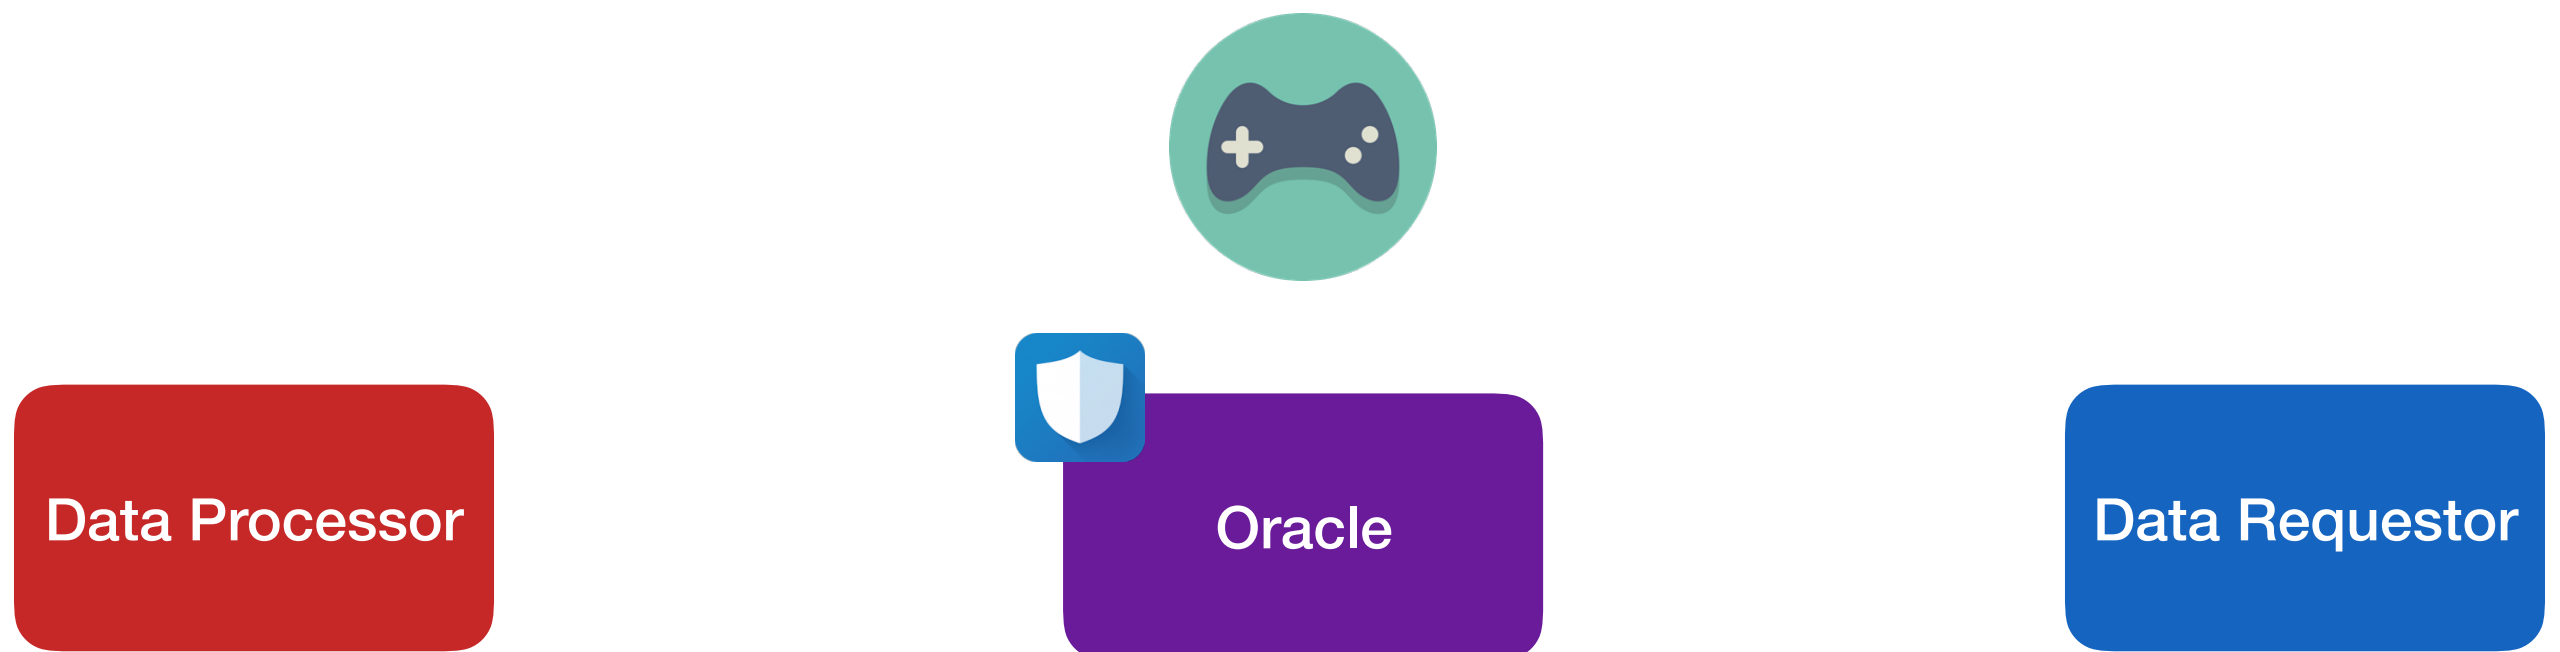 Data Processor
Oracle
Data Requestor